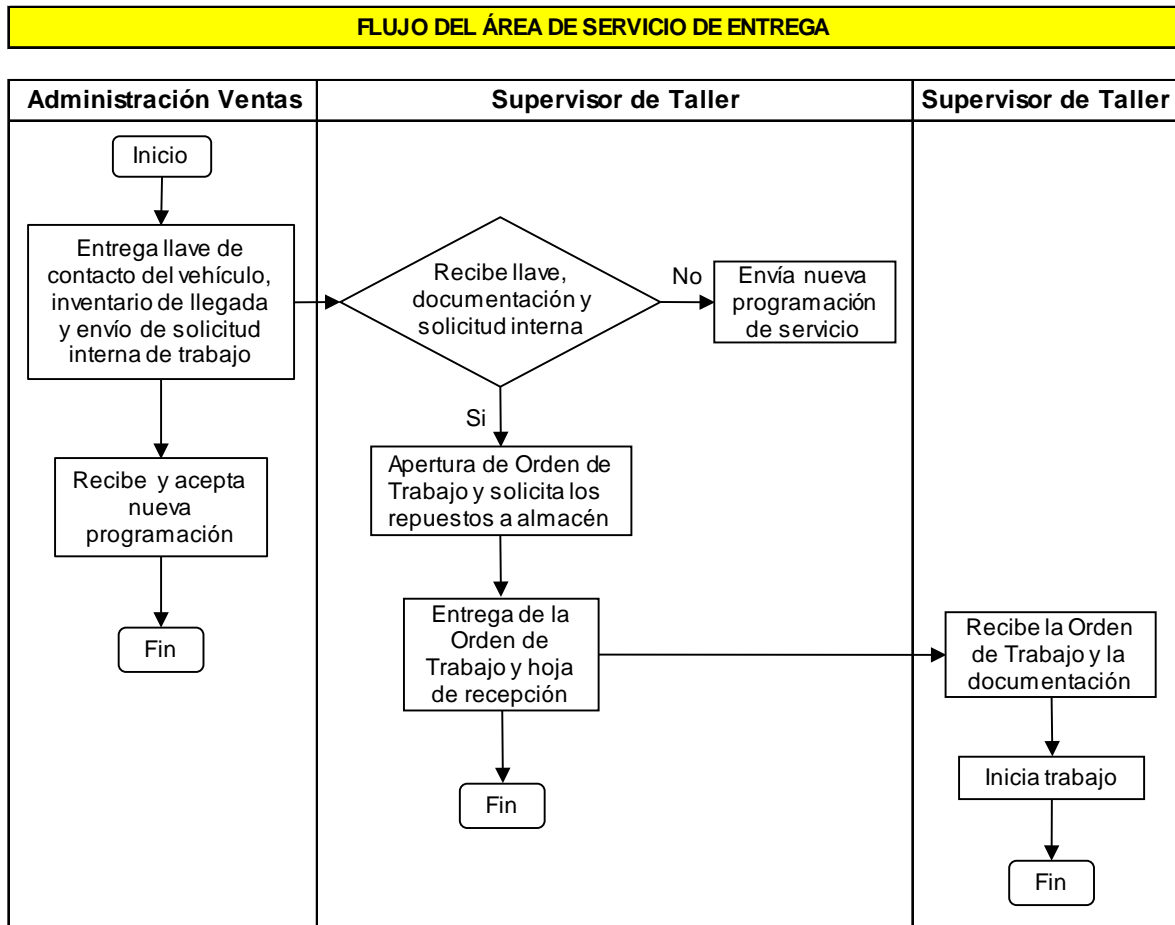 FLUJO DEL ÁREA DE SERVICIO DE ENTREGA
Administración Ventas
Supervisor de Taller
Supervisor de Taller
Inicio
Entrega llave de
contacto del vehículo,
inventario de llegada
y envío de solicitud
interna de trabajo
Recibe llave,
documentación y
solicitud interna
No
Envía nueva
programación
de servicio
Si
Recibe y acepta
nueva
programación
Apertura de Orden de
Trabajo y solicita los
repuestos a almacén
Fin
Entrega de la
Orden de
Trabajo y hoja
de recepción
Recibe la Orden
de Trabajo y la
documentación
Fin
Inicia trabajo
Fin